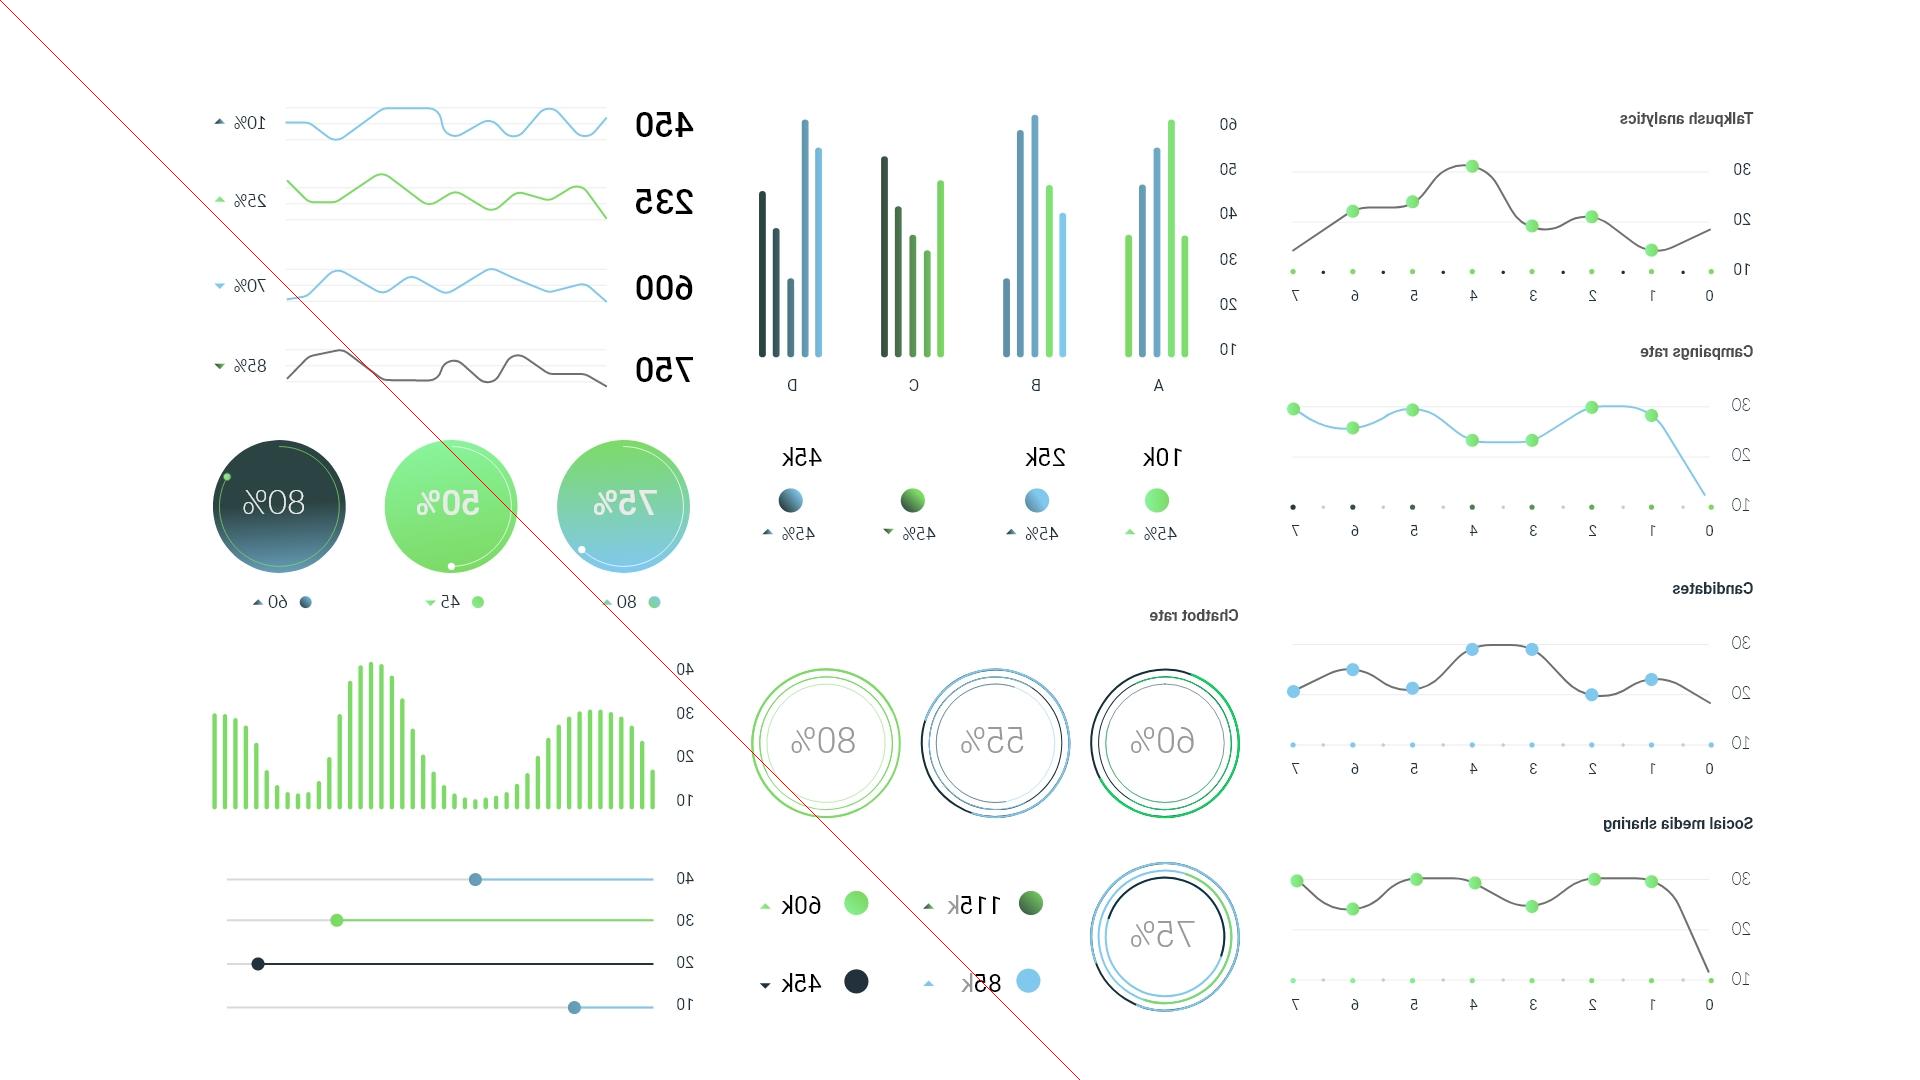 Talkpush analytics
30
20
10
0 1 2 3 4 5 6 7
Campaings rate
30
20
10
0 1 2 3 4 5 6 7
Candidates
30
20
10
0 1 2 3 4 5 6 7
Social media sharing
30
20
10
0 1 2 3 4 5 6 7
60
50
40
30
20
10
A B C D
10k 25k 45k
45% 45% 45% 45%
Chatbot rate
60% 55% 80%
75%
115k 60k
85k 45k
450 10%
235 25%
600 70%
750 85%
75% 50% 80%
80 45 60
40
30
20
10
40
30
20
10